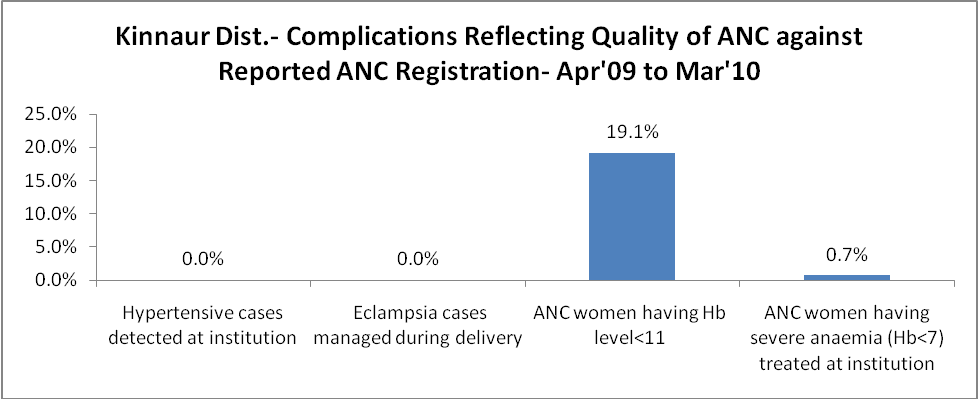 Kinnaur Dist.- Complications Reflecting Quality of ANC against
Reported ANC Registration- Apr'09 to Mar'10
25.0%
20.0%
15.0%
10.0%
5.0%
0.0%
0.0%
0.0%
19.1%
0.7%
Hypertensive cases
detected at institution
Eclampsia cases
managed during delivery
ANC women having Hb
level<11
ANC women having
severe anaemia (Hb<7)
treated at institution